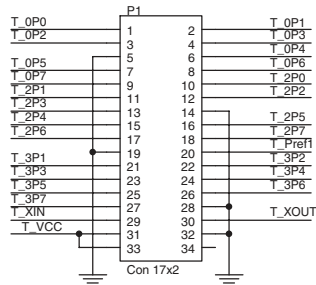 P1
T_0P0 1 2 T_0P1
T_0P2 3 4 T_0P3
5 6 T_0P4
T_0P5 7 8 T_0P6
T_0P7 9 10 T_2P0
T_2P1 11 12 T_2P2
T_2P3 13 14
T_2P4 15 16 T_2P5
T_2P6 17 18 T_2P7
19 20 T_Pref1
T_3P1 21 22 T_3P2
T_3P3 23 24 T_3P4
T_3P5 25 26 T_3P6
T_3P7 27 28
T_XIN 29 30 T_XOUT
T_VCC 31 32
33 34
Con 17x2